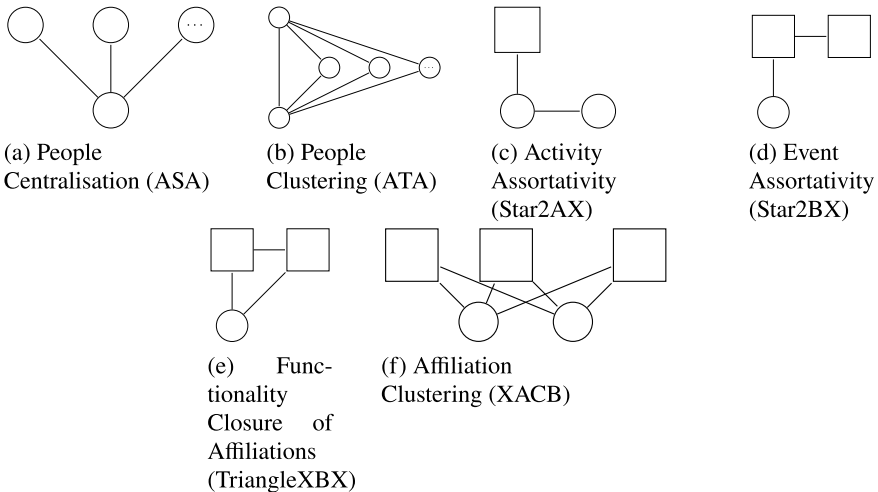 ...
...
(a) People
Centralisation (ASA)
(b) People
Clustering (ATA)
(c) Activity
Assortativity
(Star2AX)
(d) Event
Assortativity
(Star2BX)
(e) Func-
tionality
Closure of
Affiliations
(TriangleXBX)
(f) Affiliation
Clustering (XACB)